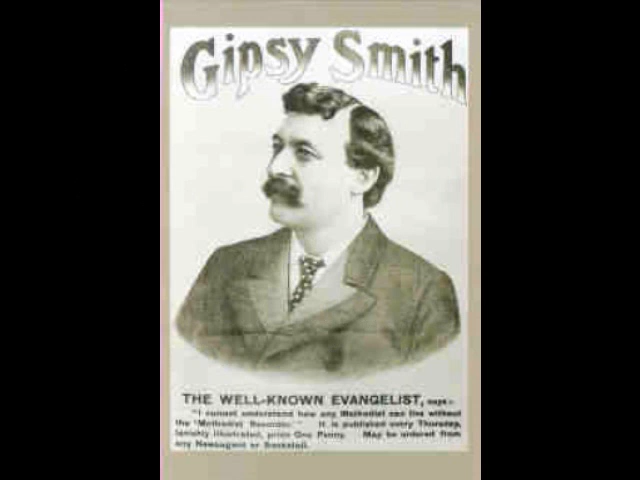 Gipsy Smith
THE WELL-KNOWN EVANGELIST, says:-
"I cannot understand how any Methodist can live without
the "Methodist Recorder." It is published every Thursday,
lavishly illustrated, price One Penny. May be ordered from
any Newsagent or Bookstall.